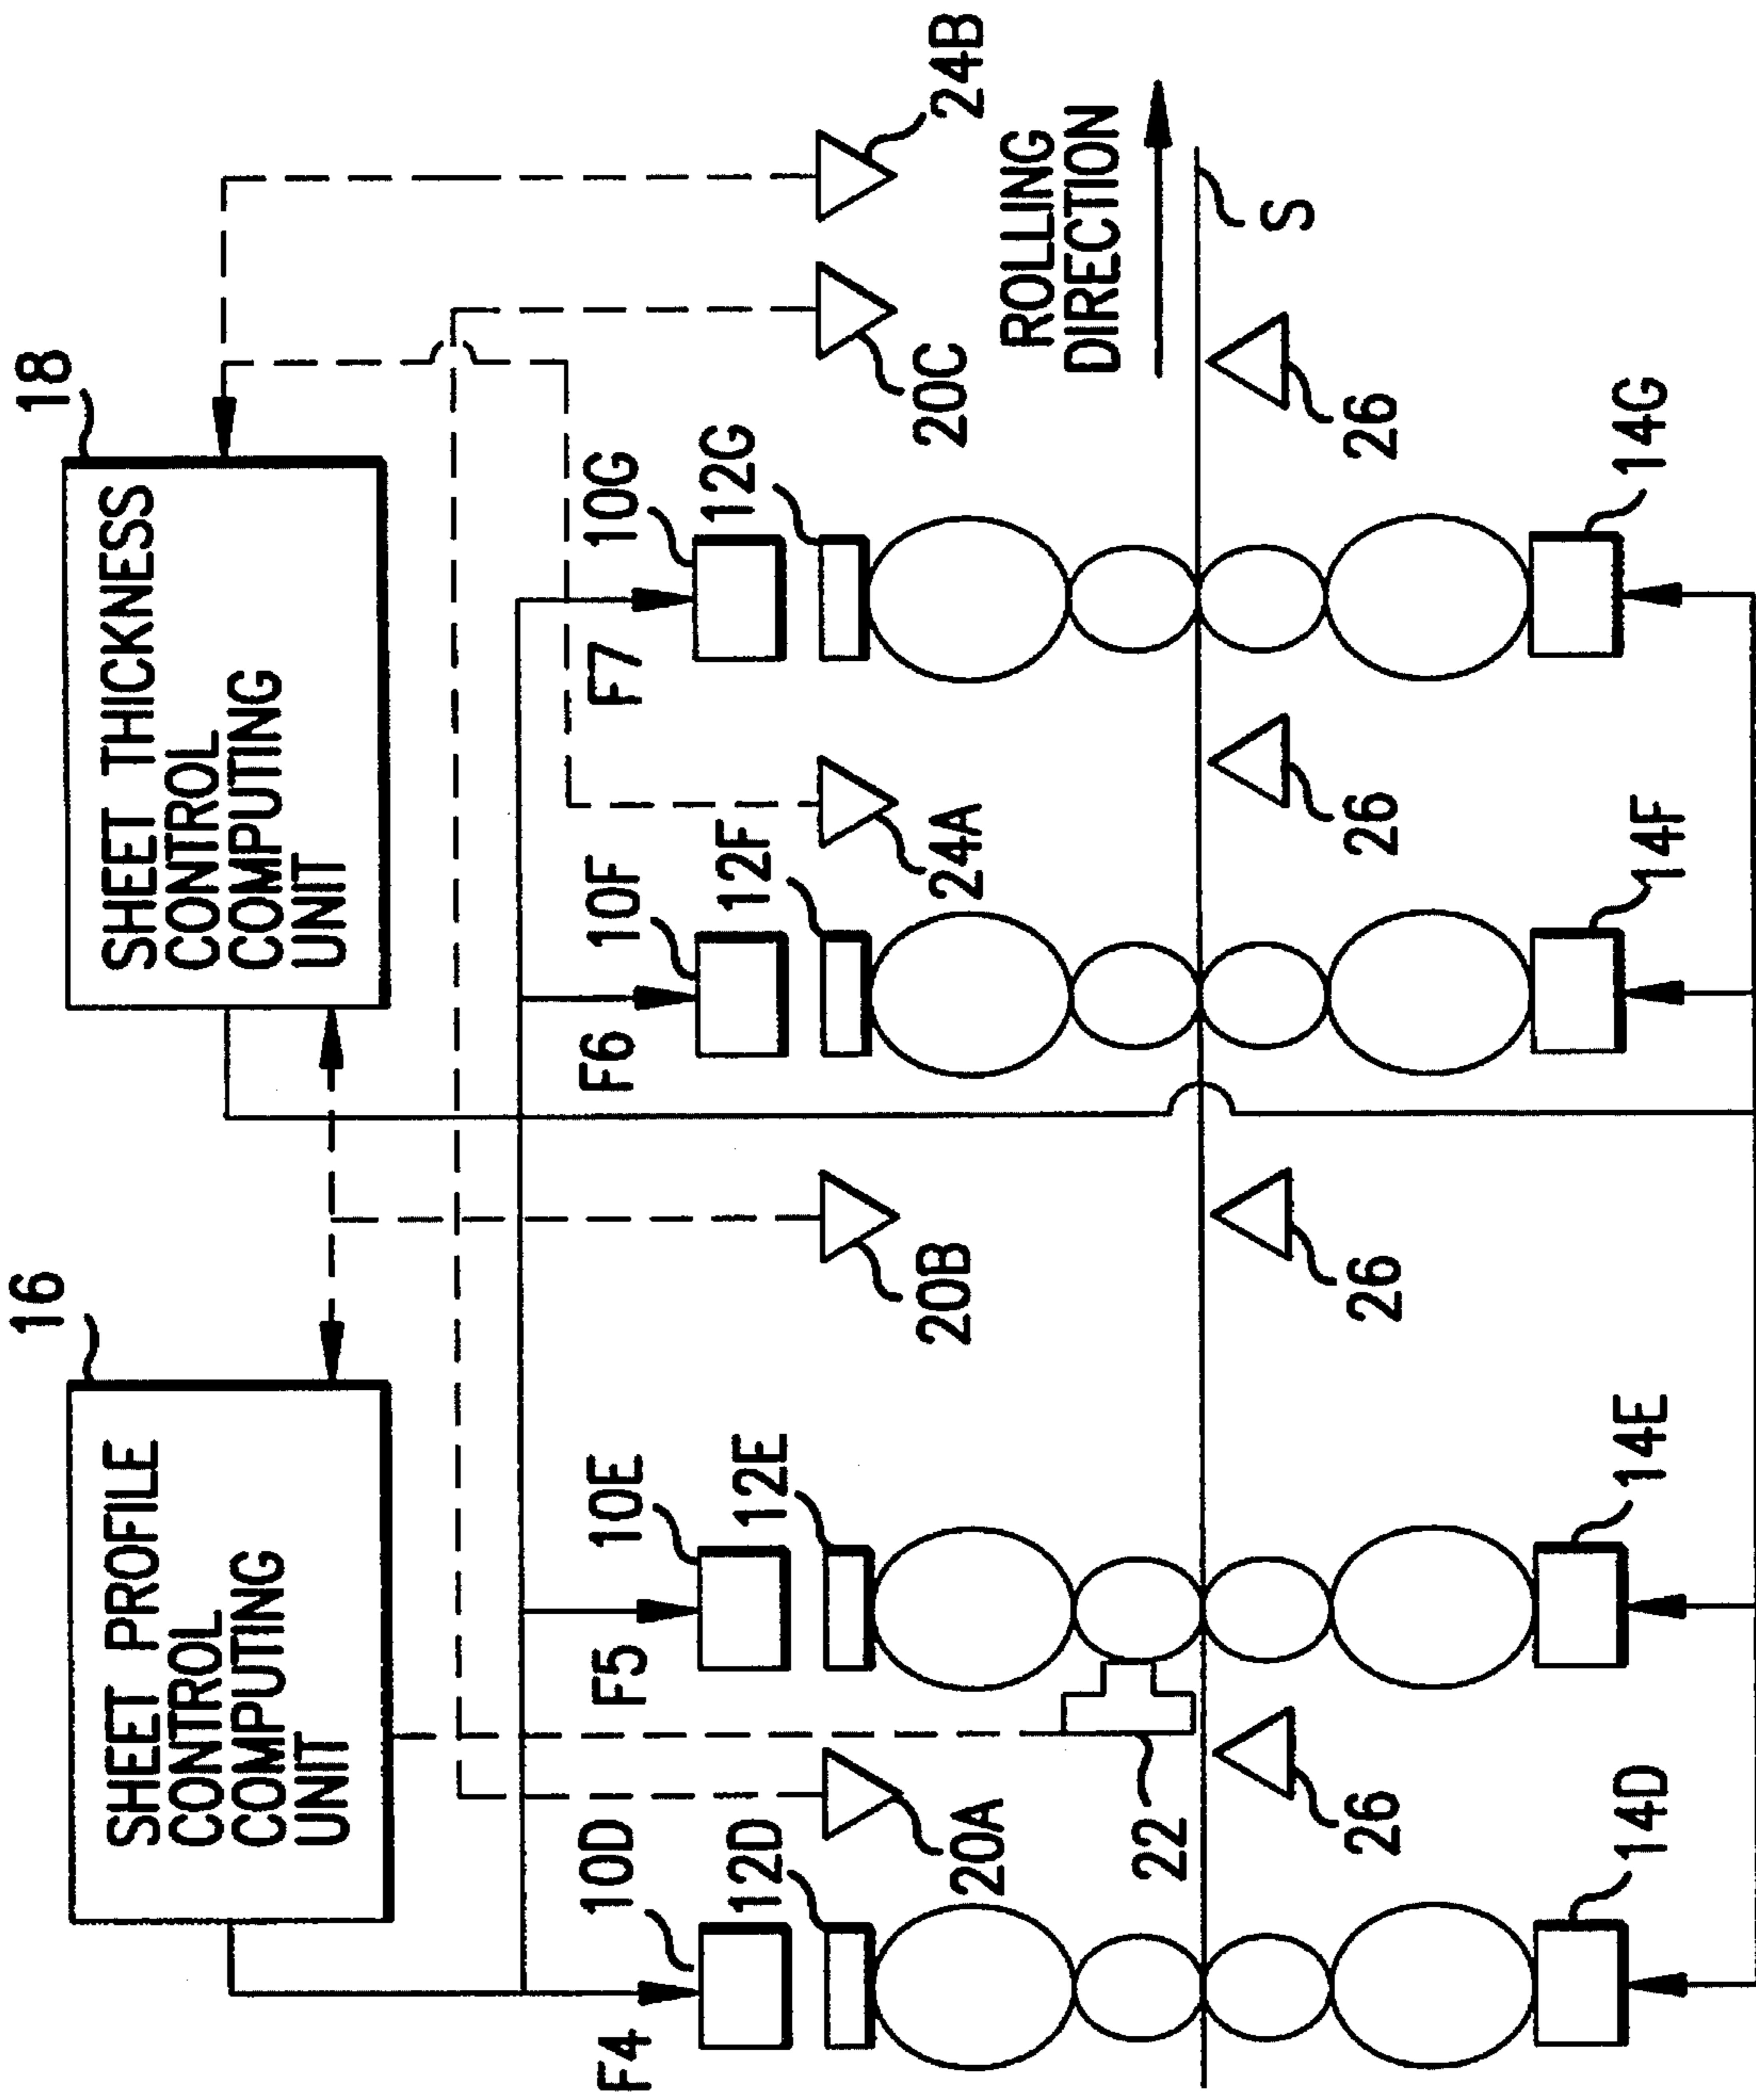 16
SHEET PROFILE
CONTROL
COMPUTING
UNIT
18
SHEET THICKNESS
CONTROL
COMPUTING
UNIT
F4
10D
12D
20A
F5
10E
12E
20B
F6
10F
12F
24A
F7
10G
12G
20C
24B
ROLLING
DIRECTION
22
S
26
26
26
26
14D
14E
14F
14G